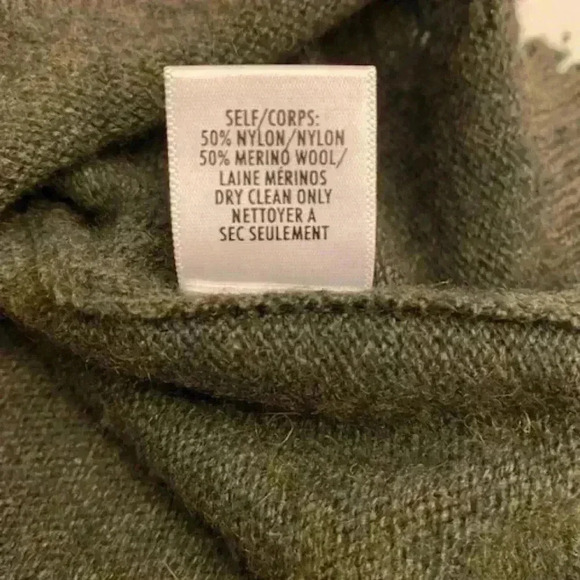 SELF/CORPS:
50% NYLON/NYLON
50% MERINO WOOL/
LAINE MÉRINOS
DRY CLEAN ONLY
NETTOYER A
SEC SEULEMENT